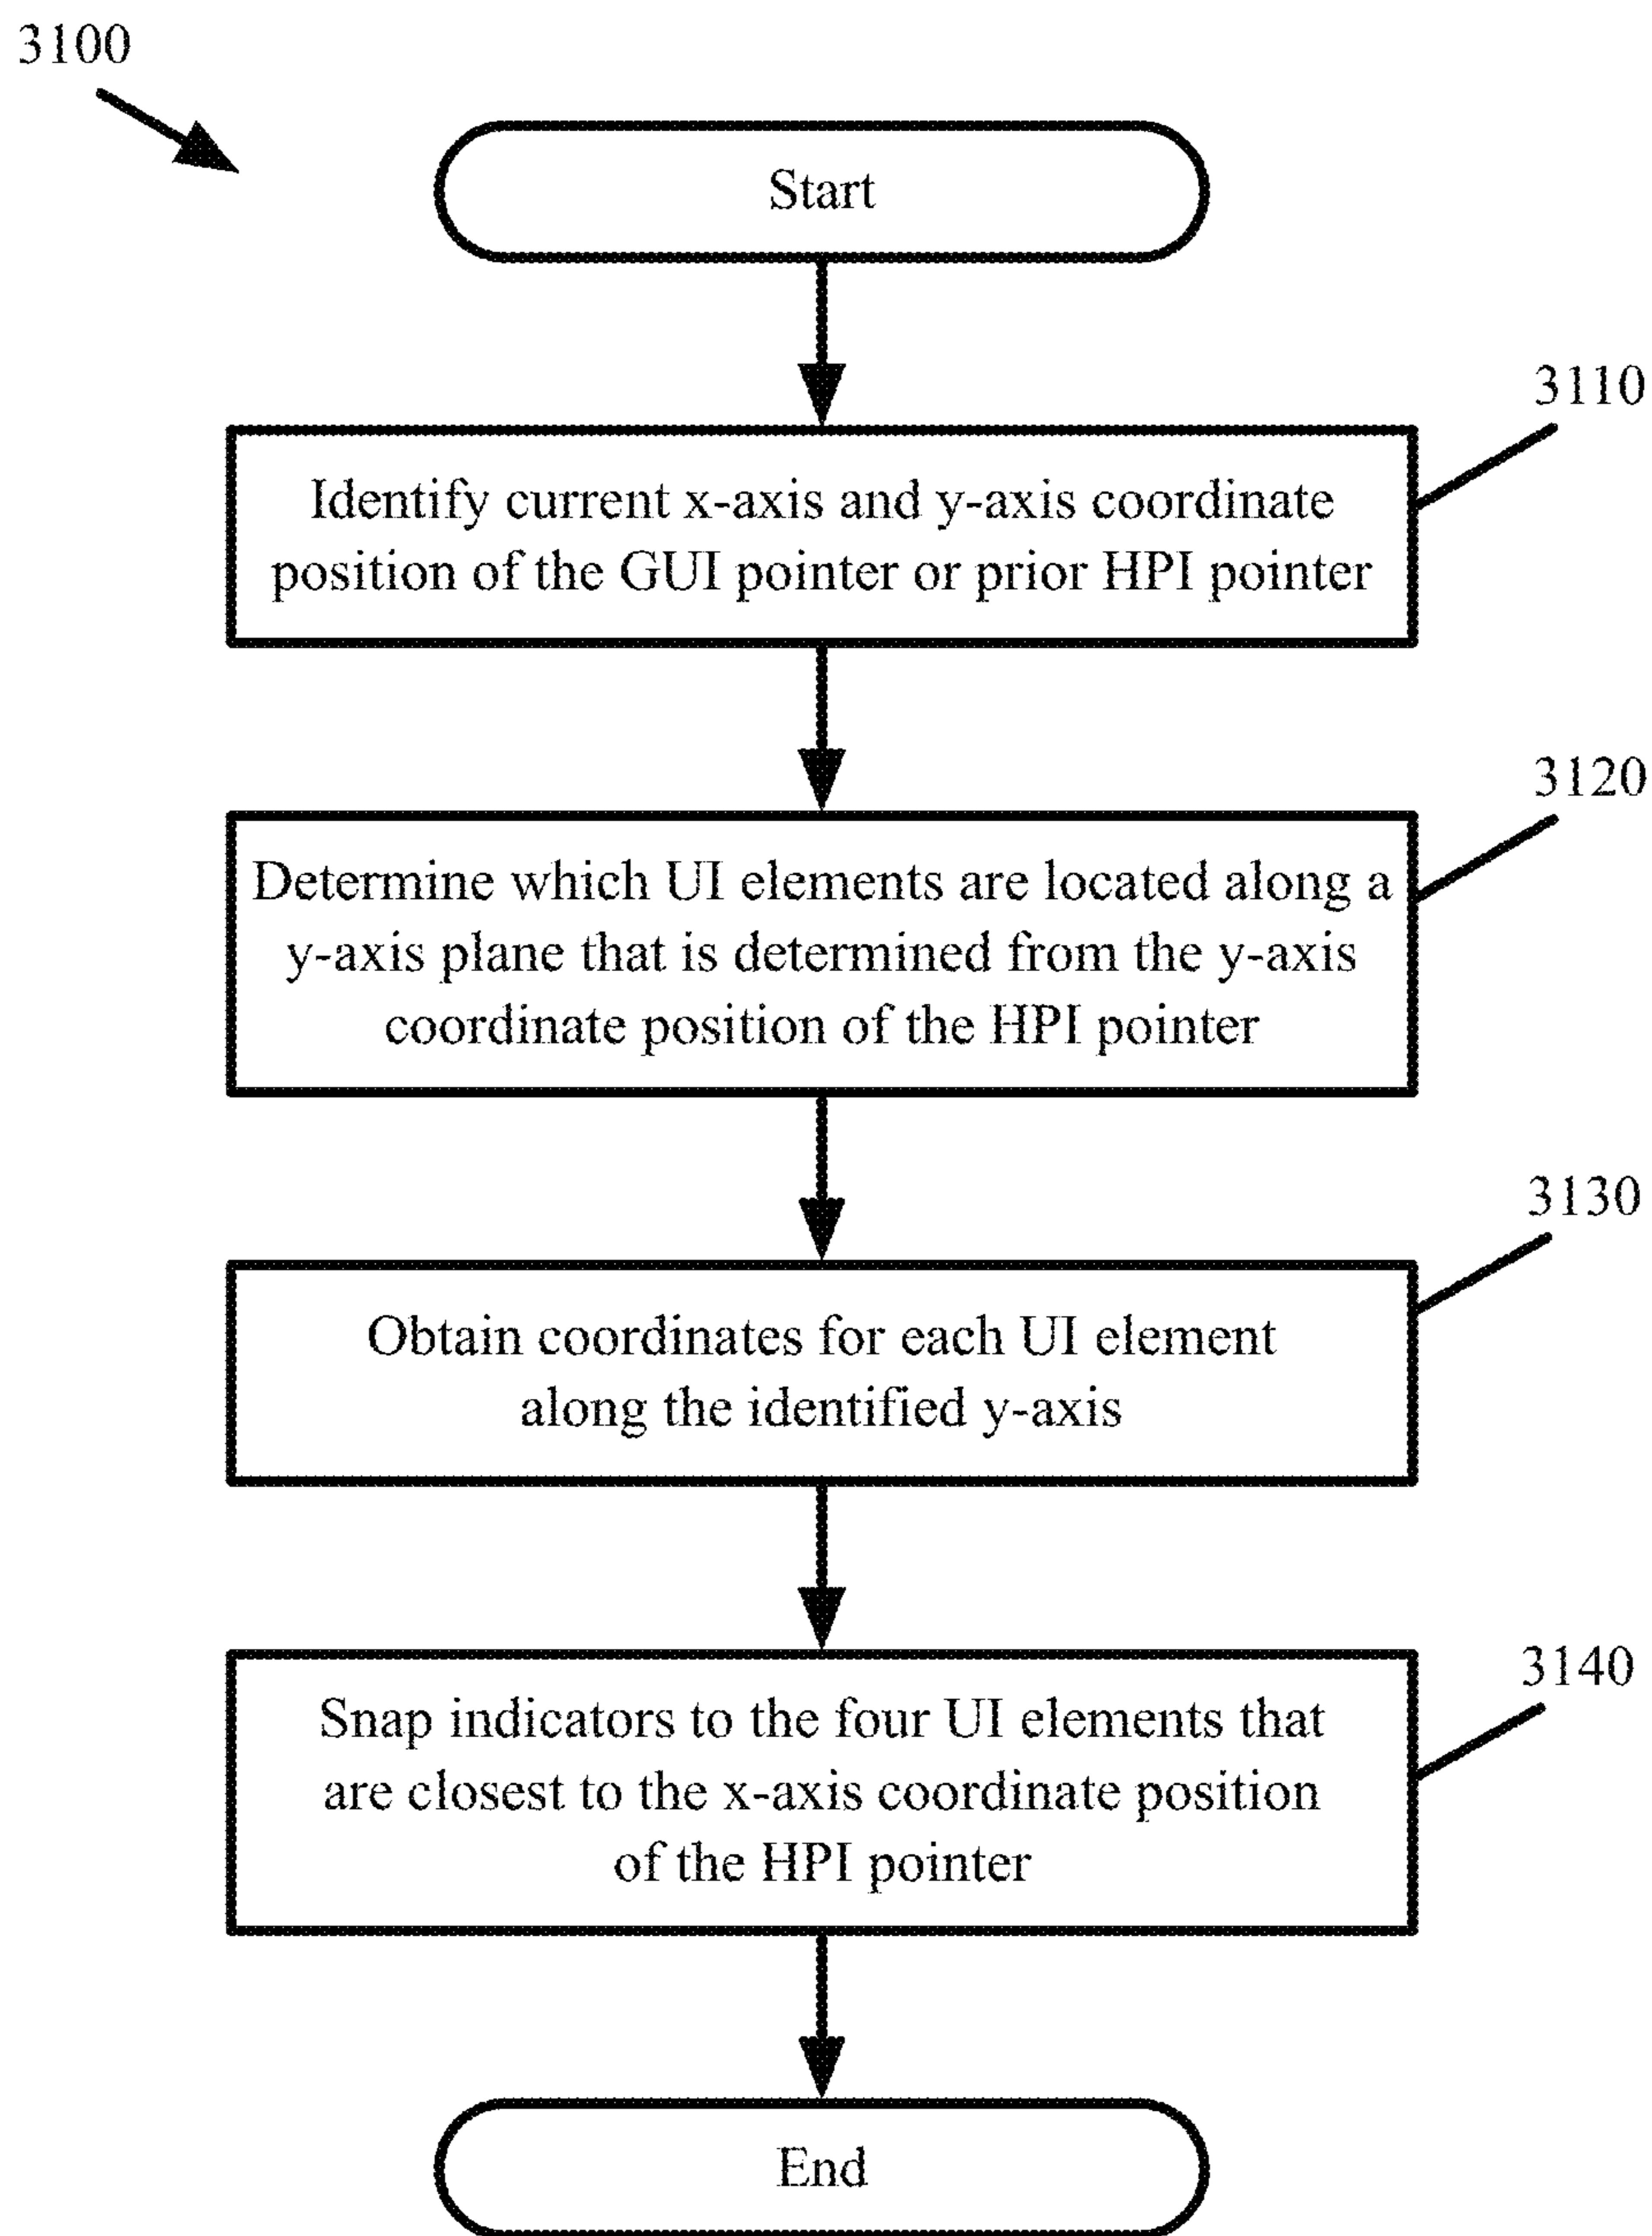 3100
Start
3110
Identify current x-axis and y-axis coordinate
position of the GUI pointer or prior HPI pointer
3120
Determine which UI elements are located along a
y-axis plane that is determined from the y-axis
coordinate position of the HPI pointer
3130
Obtain coordinates for each UI element
along the identified y-axis
3140
Snap indicators to the four UI elements that
are closest to the x-axis coordinate position
of the HPI pointer
End